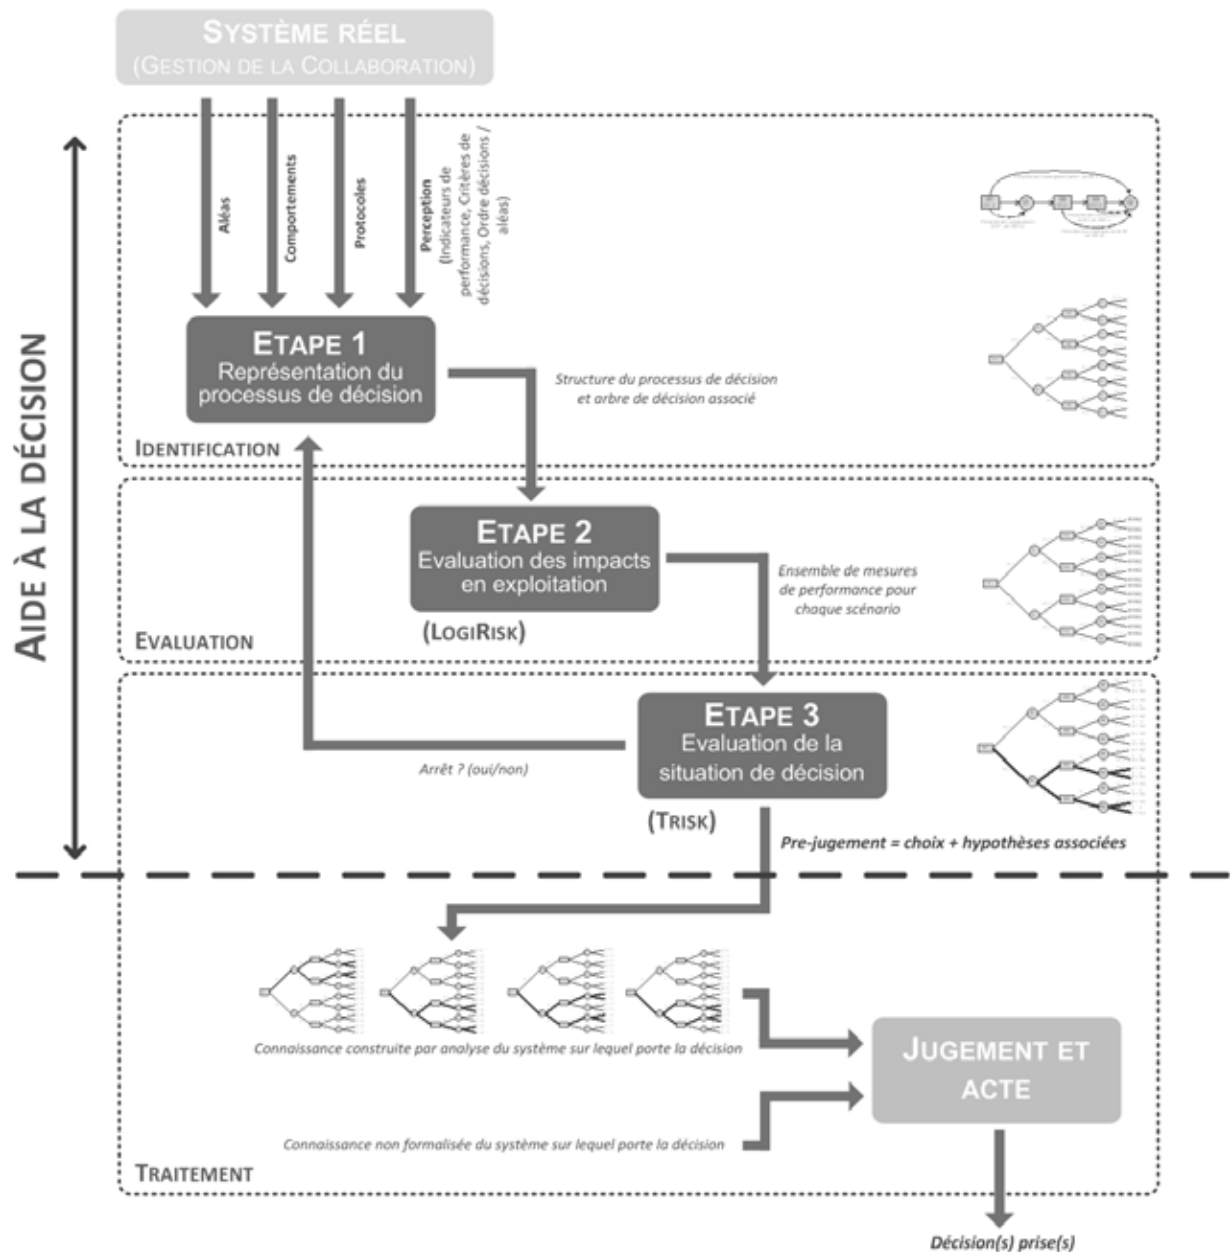 SYSTÈME RÉEL
(GESTION DE LA COLLABORATION)
AIDE À LA DÉCISION
Aléas
Comportements
Protocoles
Perception
(Indicateurs de
performance, Critères de
décisions, Ordre décisions /
aléas)
ETAPE 1
Représentation du
processus de décision
Structure du processus de décision
et arbre de décision associé
IDENTIFICATION
ETAPE 2
Evaluation des impacts
en exploitation
(LOGIRISK)
Ensemble de mesures
de performance pour
chaque scénario
EVALUATION
ETAPE 3
Evaluation de la
situation de décision
(TRISK)
Arrêt ? (oui/non)
Pre-jugement = choix + hypothèses associées
Connaissance construite par analyse du système sur lequel porte la décision
JUGEMENT ET
ACTE
Connaissance non formalisée du système sur lequel porte la décision
TRAITEMENT
Décision(s) prise(s)